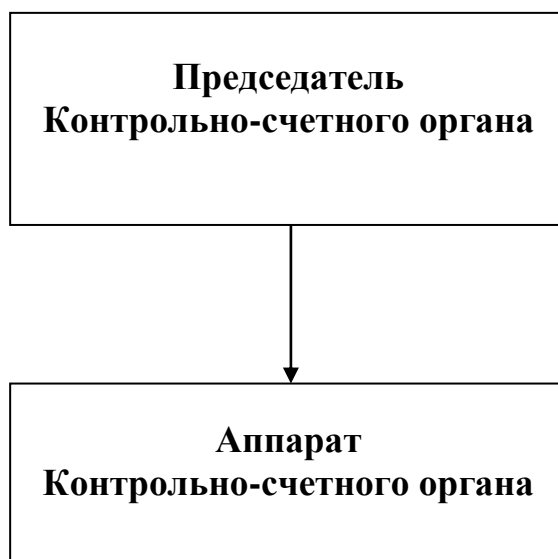 Председатель
Контрольно-счетного органа
Аппарат
Контрольно-счетного органа